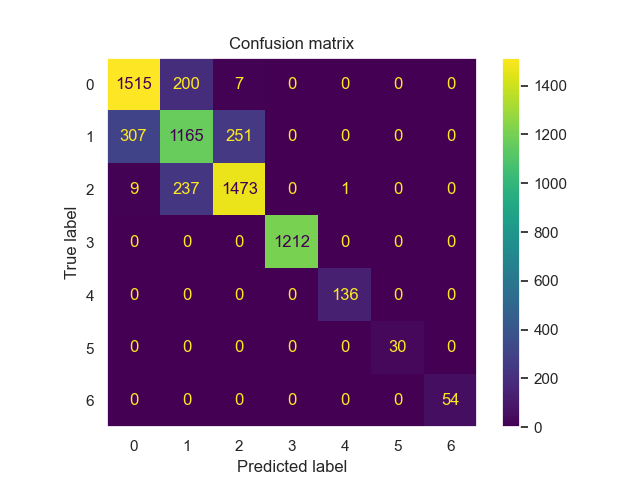 Confusion matrix
0 1515 200 7 0 0 0 0
1 307 1165 251 0 0 0 0
2 9 237 1473 0 1 0 0
3 0 0 0 1212 0 0 0
4 0 0 0 0 136 0 0
5 0 0 0 0 0 30 0
6 0 0 0 0 0 0 54
0 1 2 3 4 5 6
Predicted label
True label
1400
1200
1000
800
600
400
200
0